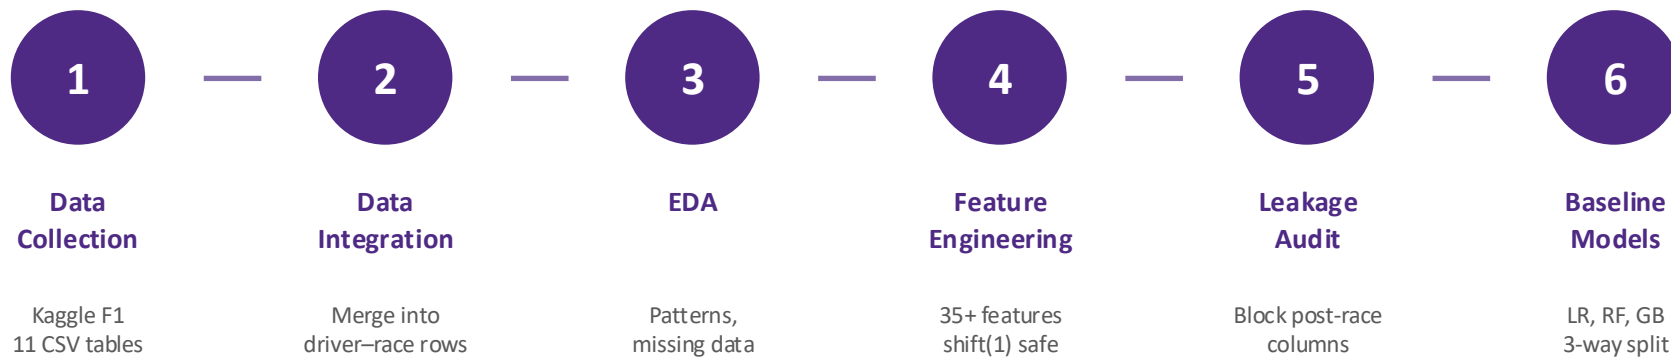 1
2
3
4
5
6
Data
Collection
Data
Integration
EDA
Feature
Engineering
Leakage
Audit
Baseline
Models
Kaggle F1
11 CSV tables
Merge into
driver–race rows
Patterns,
missing data
35+ features
shift(1) safe
Block post-race
columns
LR, RF, GB
3-way split